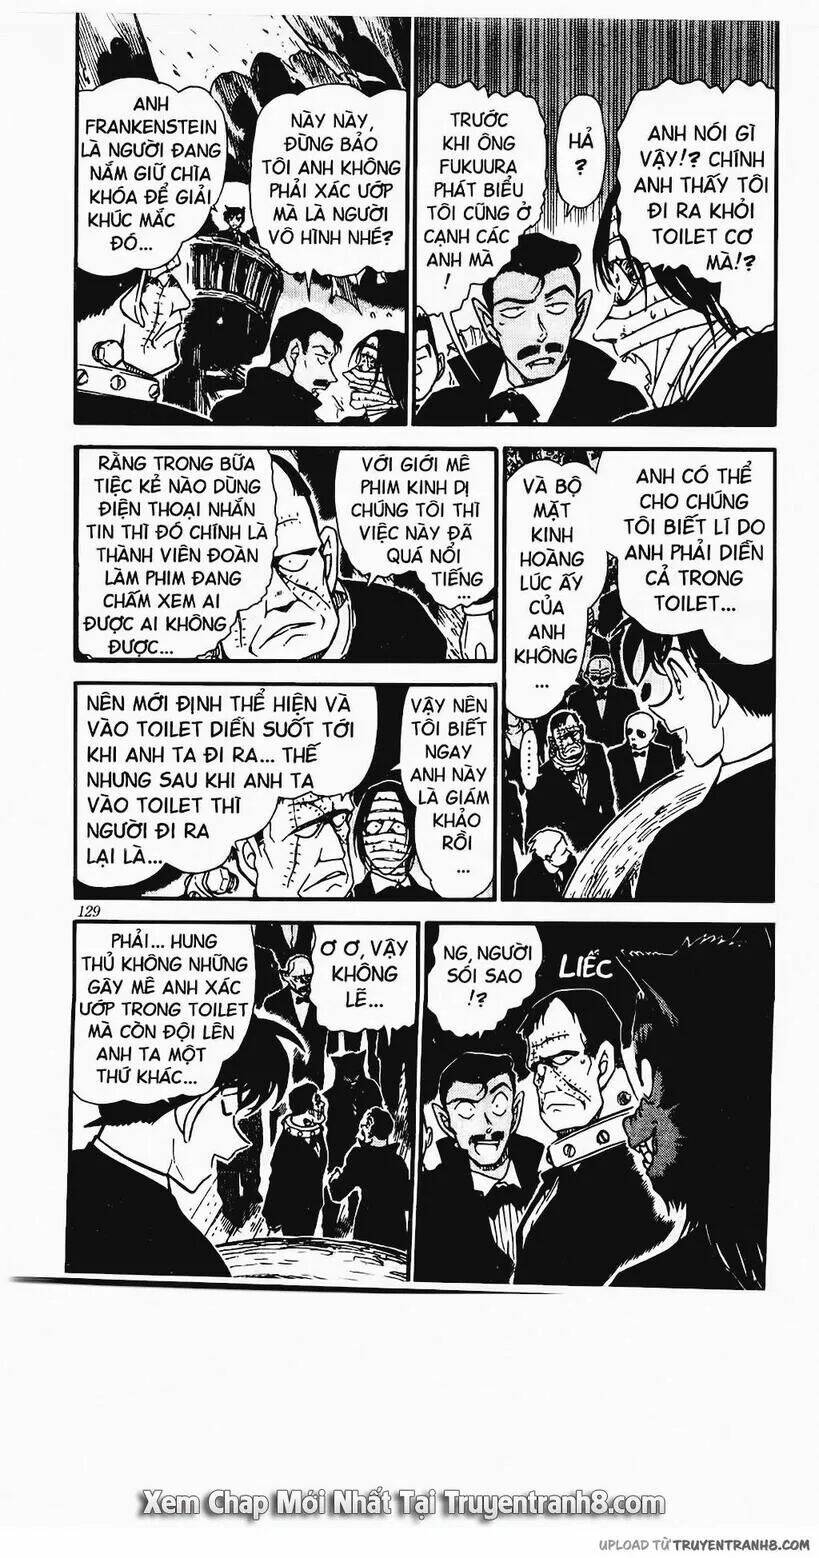 ANH NÓI GÌ
VẬY!? CHÍNH
ANH THẤY TÔI
ĐI RA KHỎI
TOILET CƠ
MÀ!?
HẢ
?
TRƯỚC
KHI ÔNG
FUKUURA
PHÁT BIỂU
TÔI CŨNG Ở
CẠNH CÁC
ANH MÀ
!
NÀY NÀY,
ĐỪNG BẢO
TÔI ANH KHÔNG
PHẢI XÁC ƯỚP
MÀ LÀ NGƯỜI
VÔ HÌNH NHÉ?
ANH
FRANKENSTEIN
LÀ NGƯỜI ĐANG
NẮM GIỮ CHÌA
KHÓA ĐỂ GIẢI
KHÚC MẮC
ĐÓ...
ANH CÓ THỂ
CHO CHÚNG
TÔI BIẾT LÍ DO
ANH PHẢI DIỄN
CẢ TRONG
TOILET...
VÀ BỘ
MẶT
KINH
HOÀNG
LÚC ẤY
CỦA
ANH
KHÔNG
...
......
VỚI GIỚI MÊ
PHIM KINH DỊ
CHÚNG TÔI THÌ
VIỆC NÀY ĐÃ
QUÁ NỔI
TIẾNG
...
RẰNG TRONG BỮA
TIỆC KẺ NÀO DÙNG
ĐIỆN THOẠI NHẮN
TIN THÌ ĐÓ CHÍNH LÀ
THÀNH VIÊN ĐOÀN
LÀM PHIM ĐANG
CHẤM XEM AI
ĐƯỢC AI KHÔNG
ĐƯỢC...
VẬY NÊN
TÔI BIẾT
NGAY
ANH NÀY
LÀ GIÁM
KHẢO
RỒI
...
NÊN MỚI ĐỊNH THỂ HIỆN VÀ
VÀO TOILET DIỄN SUỐT TỚI
KHI ANH TA ĐI RA... THẾ
NHƯNG SAU KHI ANH TA
VÀO TOILET THÌ
NGƯỜI ĐI RA
LẠI LÀ...
129
NG, NGƯỜI
SÓI SAO
!?
LIẾC
Ơ Ơ, VẬY
KHÔNG
LẼ...
PHẢI... HUNG
THỦ KHÔNG NHỮNG
GÂY MÊ ANH XÁC
ƯỚP TRONG TOILET
MÀ CÒN ĐỘI LÊN
ANH TA MỘT
THỨ KHÁC...
Xem Chap Mới Nhất Tại Truyentranh8.com
UPLOAD TỪ TRUYENTRANH8.COM